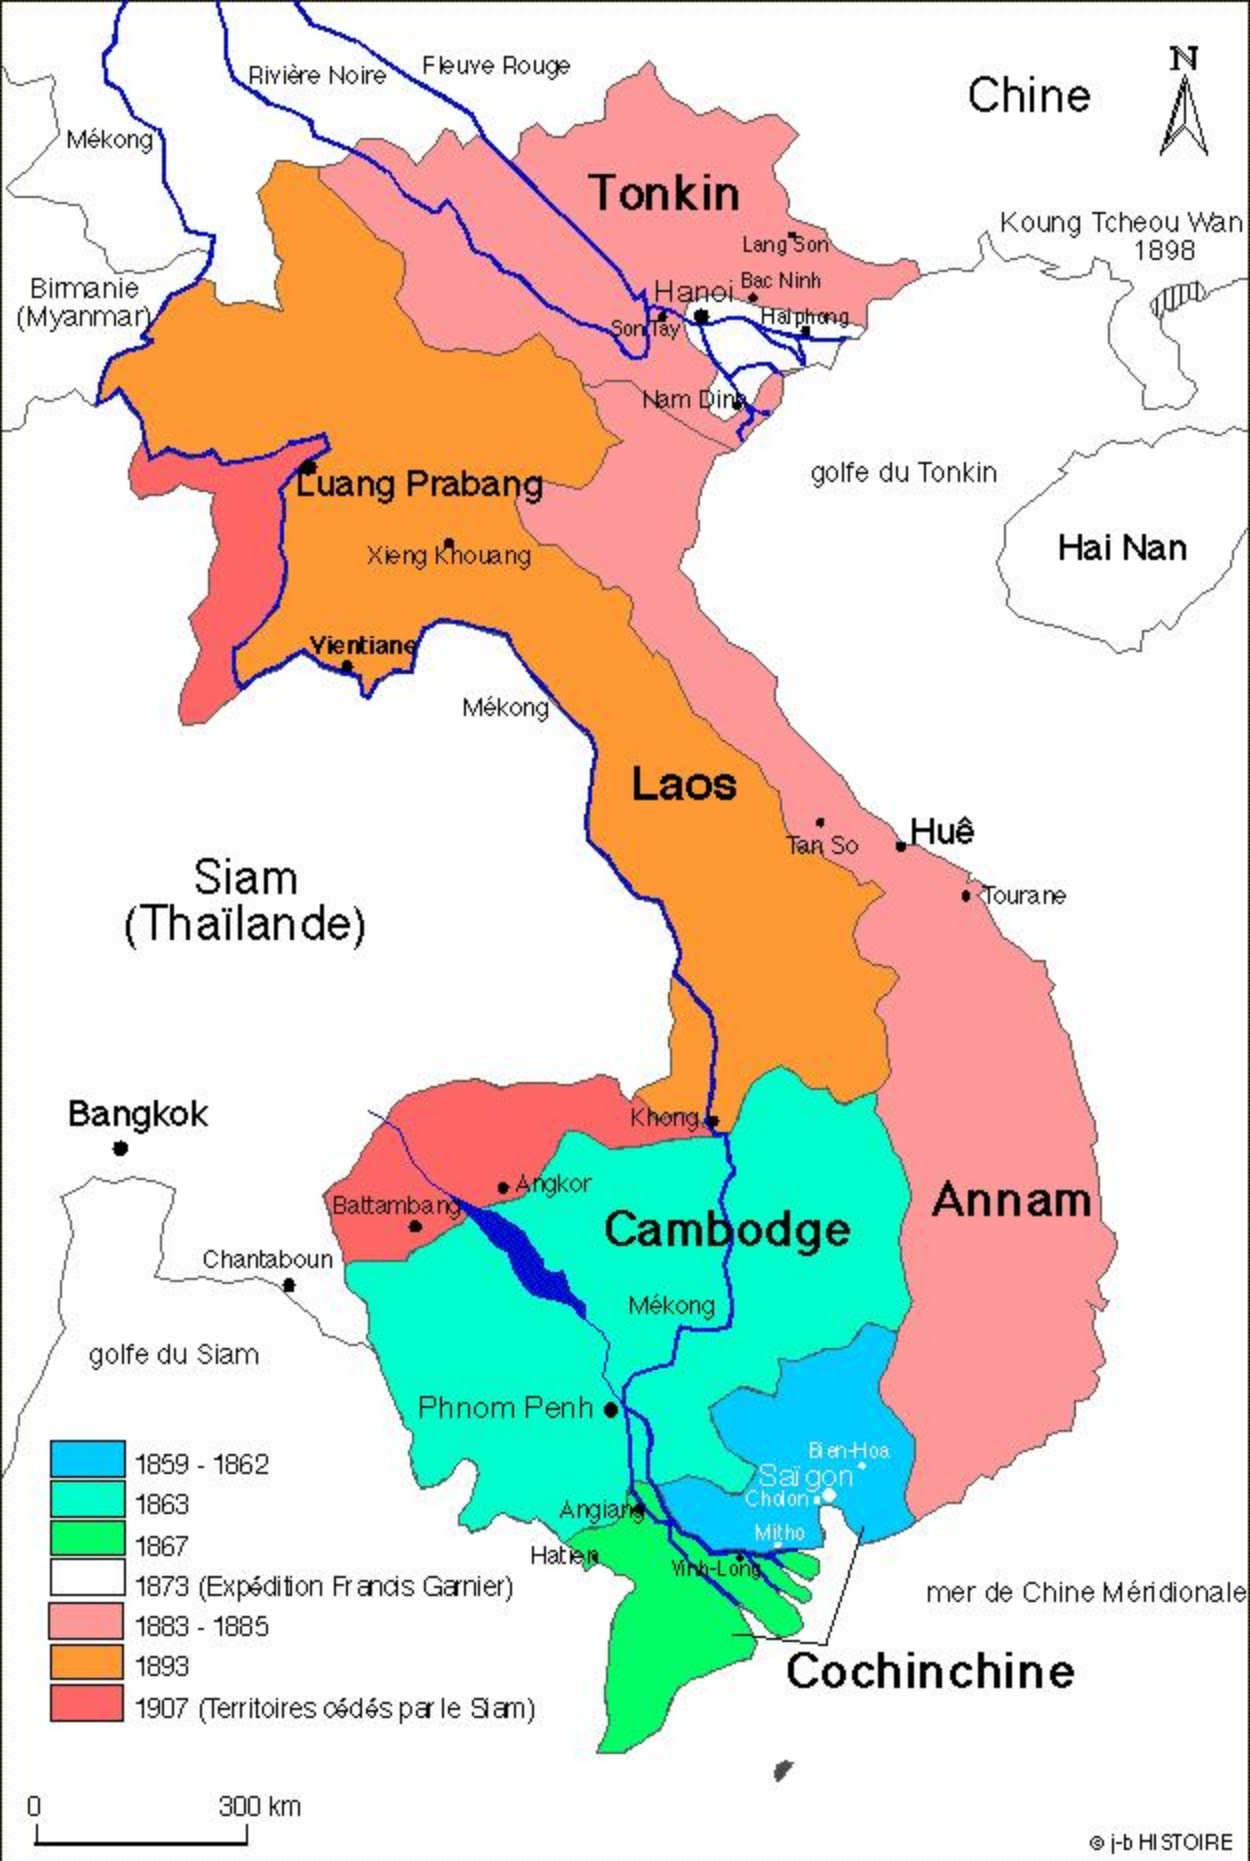 Rivière Noire
Fleuve Rouge
Chine
N
Mékong
Tonkin
Koung Tcheou Wan
1898
Lang Son
Birmanie
(Myanmar)
Hanoi
Bac Ninh
Son Tay
Haïphong
Nam Dinh
golfe du Tonkin
Luang Prabang
Hai Nan
Xieng Khouang
Vientiane
Mékong
Laos
Huê
Tan So
Siam
(Thaïlande)
Tourane
Bangkok
Khong
Angkor
Battambang
Annam
Cambodge
Chantaboun
Mékong
golfe du Siam
Phnom Penh
Bien-Hoa
Saïgon
Cholon
Angiang
Mitho
Hatien
Vinh-Long
mer de Chine Méridionale
Cochinchine
1859 - 1862
1863
1867
1873 (Expédition Francis Garnier)
1883 - 1885
1893
1907 (Territoires cédés par le Siam)
0 300 km
© j-b HISTOIRE